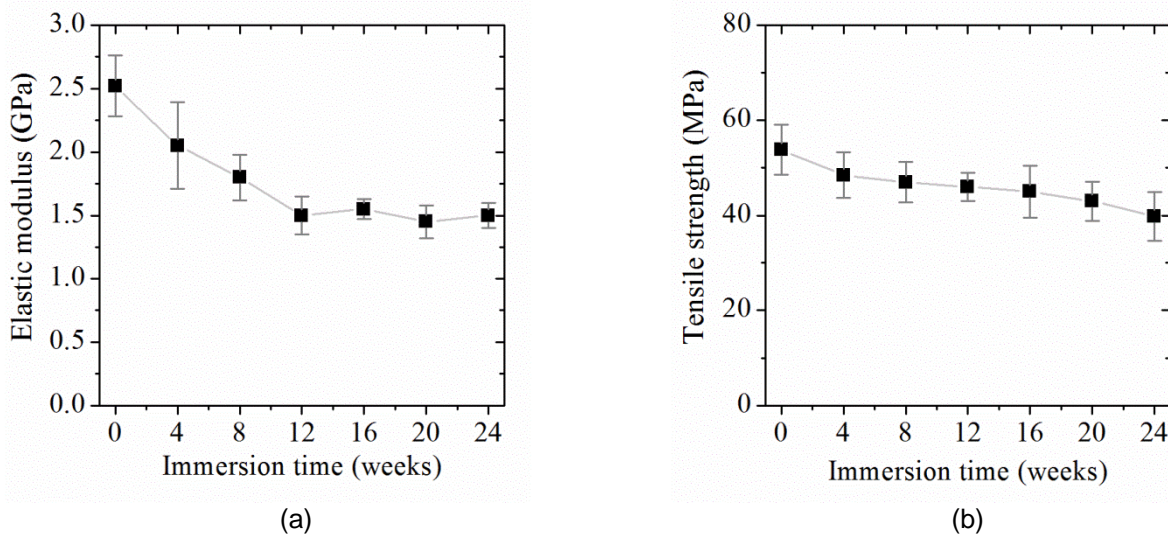 Elastic modulus (GPa)
3.0
2.5
2.0
1.5
1.0
0.5
0.0
0 4 8 12 16 20 24
Immersion time (weeks)
(a)
Tensile strength (MPa)
80
60
40
20
0
0 4 8 12 16 20 24
Immersion time (weeks)
(b)